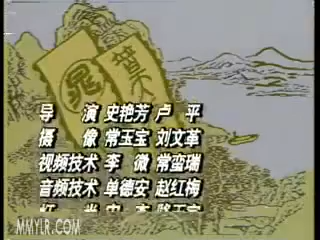 导 演 史艳芳 卢 平
摄 像 常玉宝 刘文革
视频技术 李 微 常蛮瑞
音频技术 单德安 赵红梅
MMYLR.COM